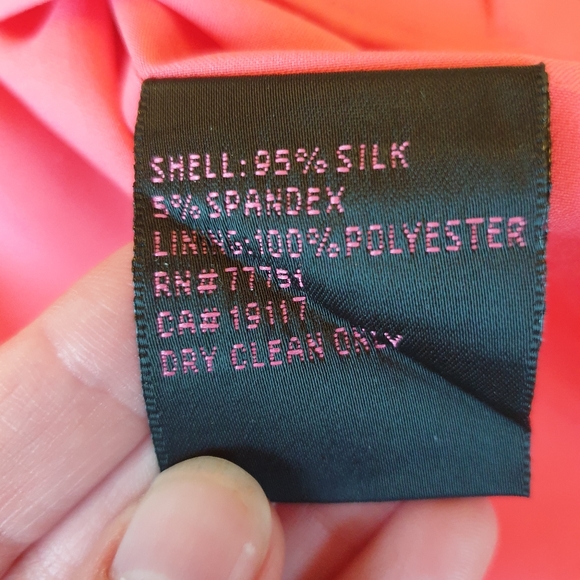 SHELL: 95% SILK
5% SPANDEX
LINING: 100% POLYESTER
RN# 77751
CA# 19117
DRY CLEAN ONLY